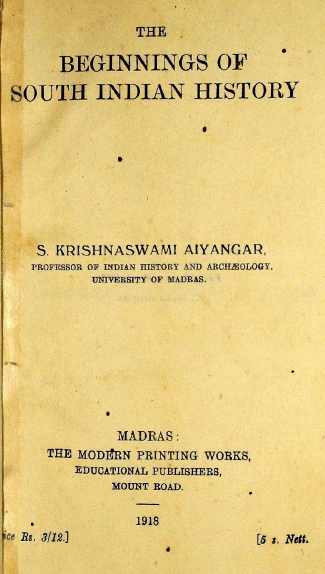 THE
BEGINNINGS OF
SOUTH INDIAN HISTORY
S. KRISHNASWAMI AIYANGAR,
PROFESSOR OF INDIAN HISTORY AND ARCHÆOLOGY,
UNIVERSITY OF MADRAS.
MADRAS:
THE MODERN PRINTING WORKS,
EDUCATIONAL PUBLISHERS,
MOUNT ROAD.
1918
ice Rs. 3/12.] [5 s. Nett.